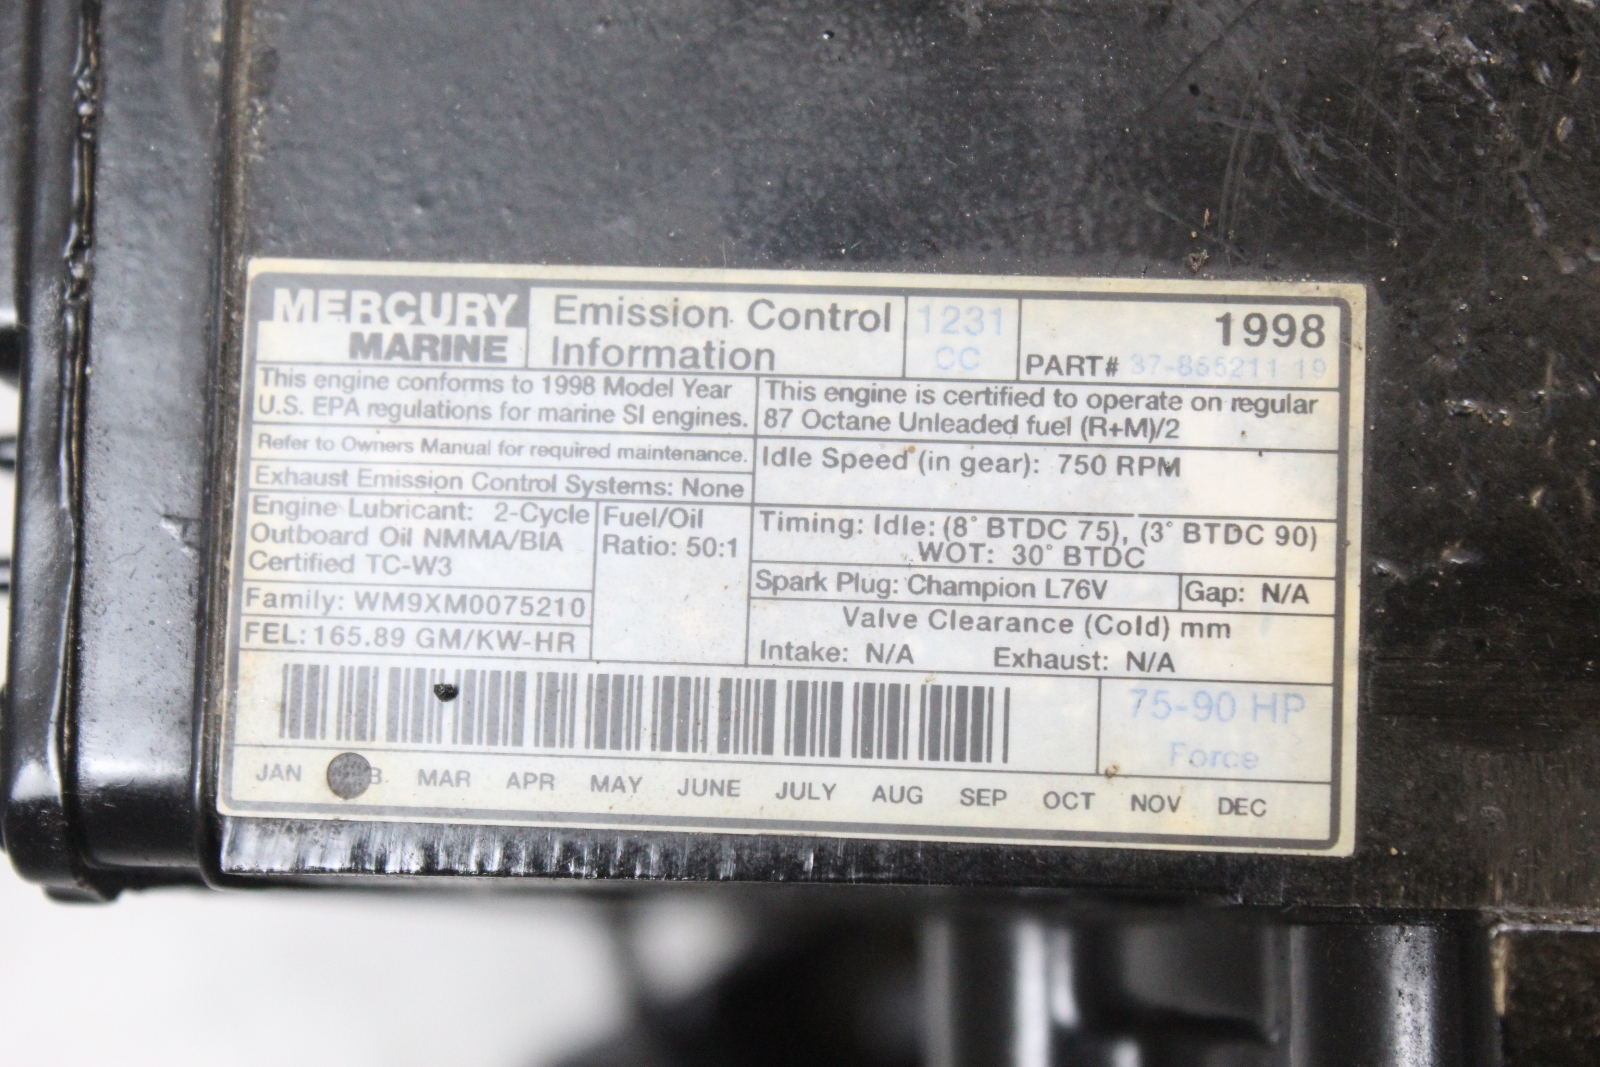 MERCURY
MARINE
Emission Control
Information
1231
CC
1998
PART# 37-855211 19
This engine conforms to 1998 Model Year
U.S. EPA regulations for marine SI engines.
Refer to Owners Manual for required maintenance.
Exhaust Emission Control Systems: None
Engine Lubricant: 2-Cycle
Outboard Oil NMMA/BIA
Certified TC-W3
Fuel/Oil
Ratio: 50:1
Family: WM9XM0075210
FEL: 165.89 GM/KW-HR
This engine is certified to operate on regular
87 Octane Unleaded fuel (R+M)/2
Idle Speed (in gear): 750 RPM
Timing: Idle: (8° BTDC 75), (3° BTDC 90)
WOT: 30° BTDC
Spark Plug: Champion L76V
Gap: N/A
Valve Clearance (Cold) mm
Intake: N/A Exhaust: N/A
75-90 HP
Force
JAN MAR APR MAY JUNE JULY AUG SEP OCT NOV DEC